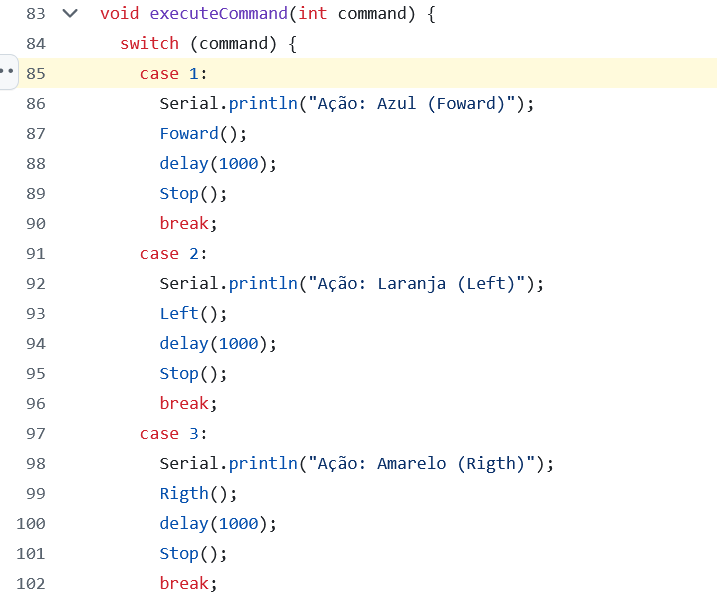 83 void executeCommand(int command) {
84 switch (command) {
85 case 1:
86 Serial.println("Ação: Azul (Foward)");
87 Foward();
88 delay(1000);
89 Stop();
90 break;
91 case 2:
92 Serial.println("Ação: Laranja (Left)");
93 Left();
94 delay(1000);
95 Stop();
96 break;
97 case 3:
98 Serial.println("Ação: Amarelo (Rigth)");
99 Rigth();
100 delay(1000);
101 Stop();
102 break;